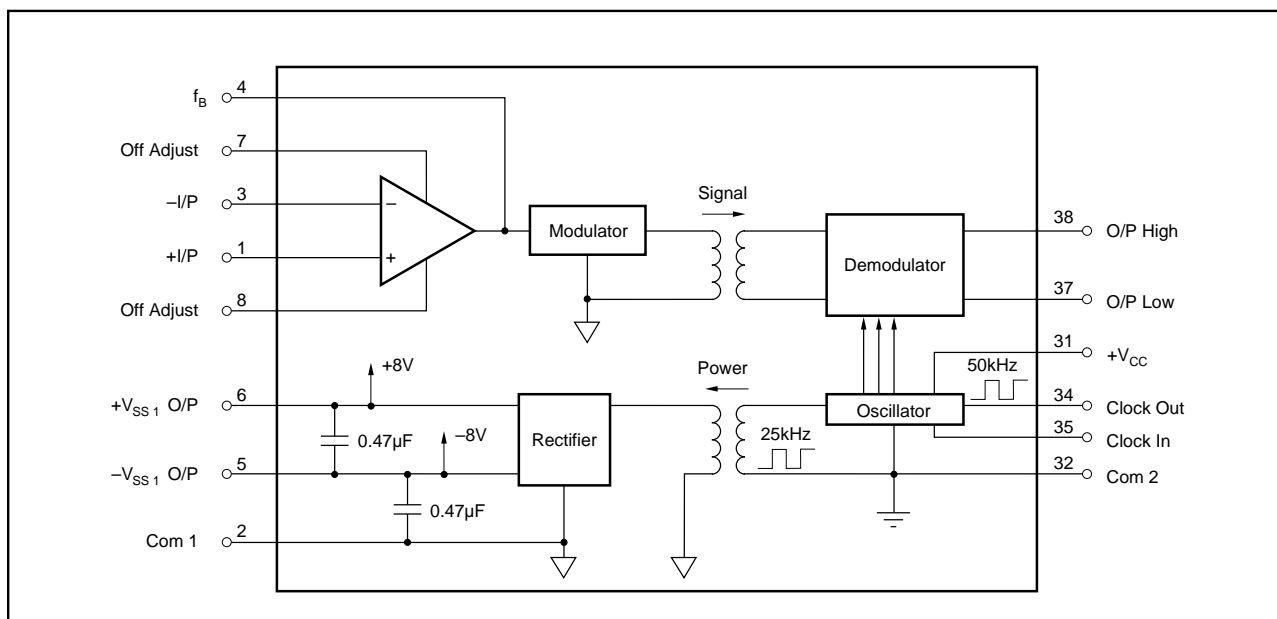 f_B 4
Off Adjust 7
–I/P 3
+I/P 1
Off Adjust 8
–
+
Modulator
Signal
Demodulator
38 O/P High
37 O/P Low
31 +V_CC
50kHz
34 Clock Out
35 Clock In
32 Com 2
Oscillator
Power
25kHz
+8V
+V_SS 1 O/P 6
0.47µF
–8V
–V_SS 1 O/P 5
0.47µF
Rectifier
Com 1 2